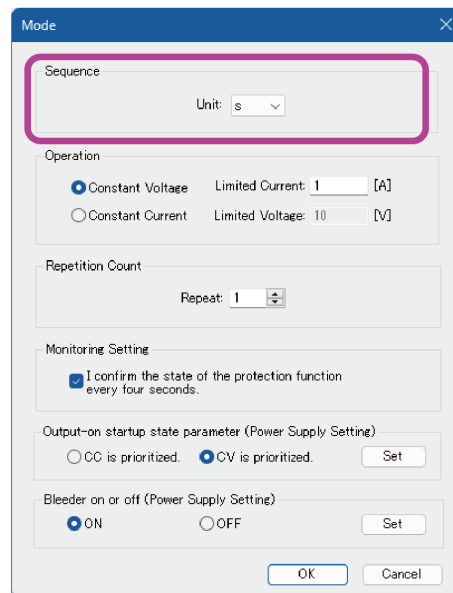 Mode
Sequence
Unit: s
Operation
Constant Voltage Limited Current: 1 [A]
Constant Current Limited Voltage: 10 [V]
Repetition Count
Repeat: 1
Monitoring Setting
I confirm the state of the protection function
every four seconds.
Output-on startup state parameter (Power Supply Setting)
CC is prioritized. CV is prioritized. Set
Bleeder on or off (Power Supply Setting)
ON OFF Set
OK Cancel